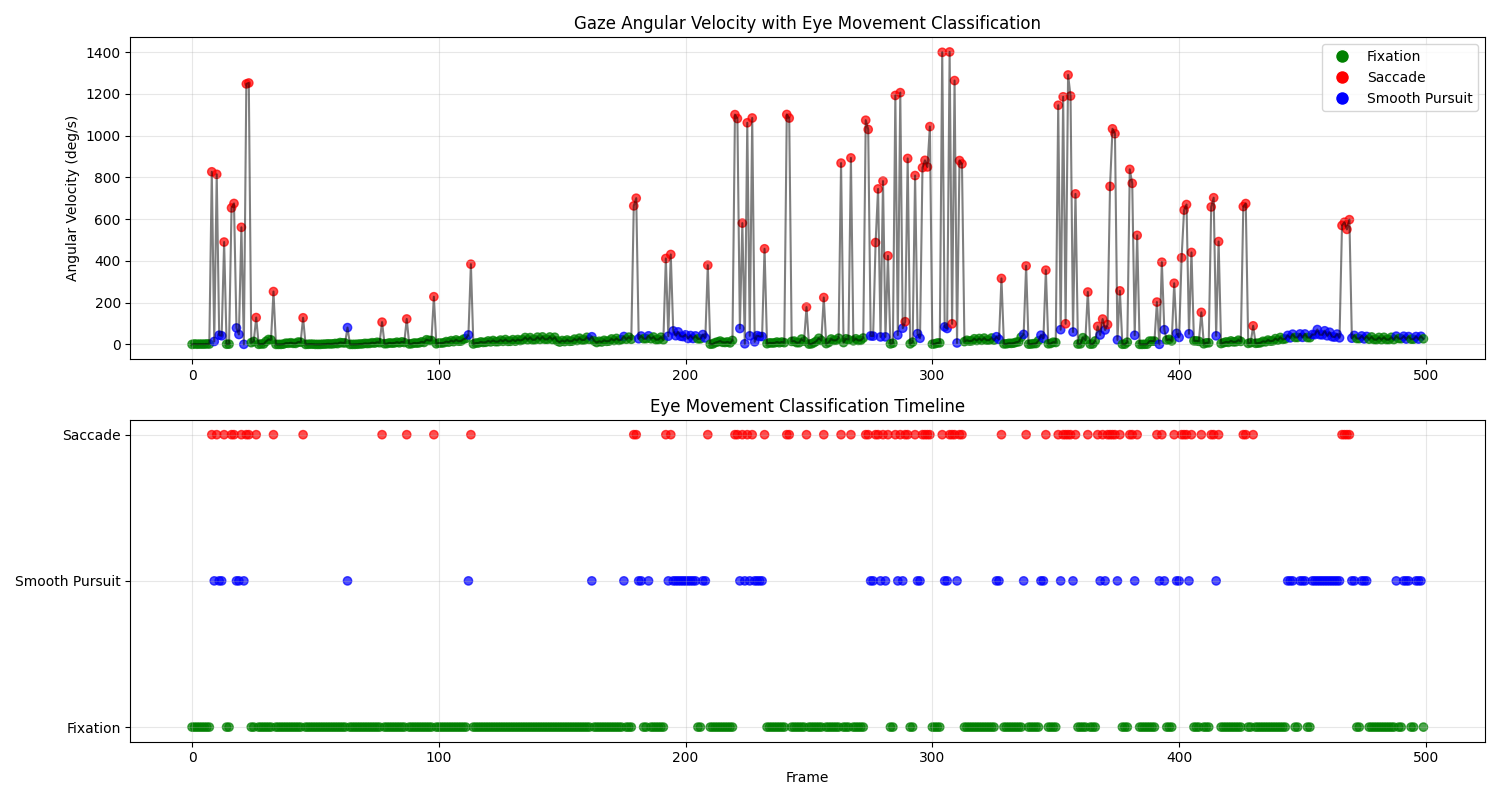 Gaze Angular Velocity with Eye Movement Classification
Angular Velocity (deg/s)
1400
1200
1000
800
600
400
200
0
Fixation
Saccade
Smooth Pursuit
0 100 200 300 400 500
Eye Movement Classification Timeline
Saccade
Smooth Pursuit
Fixation
0 100 200 300 400 500
Frame